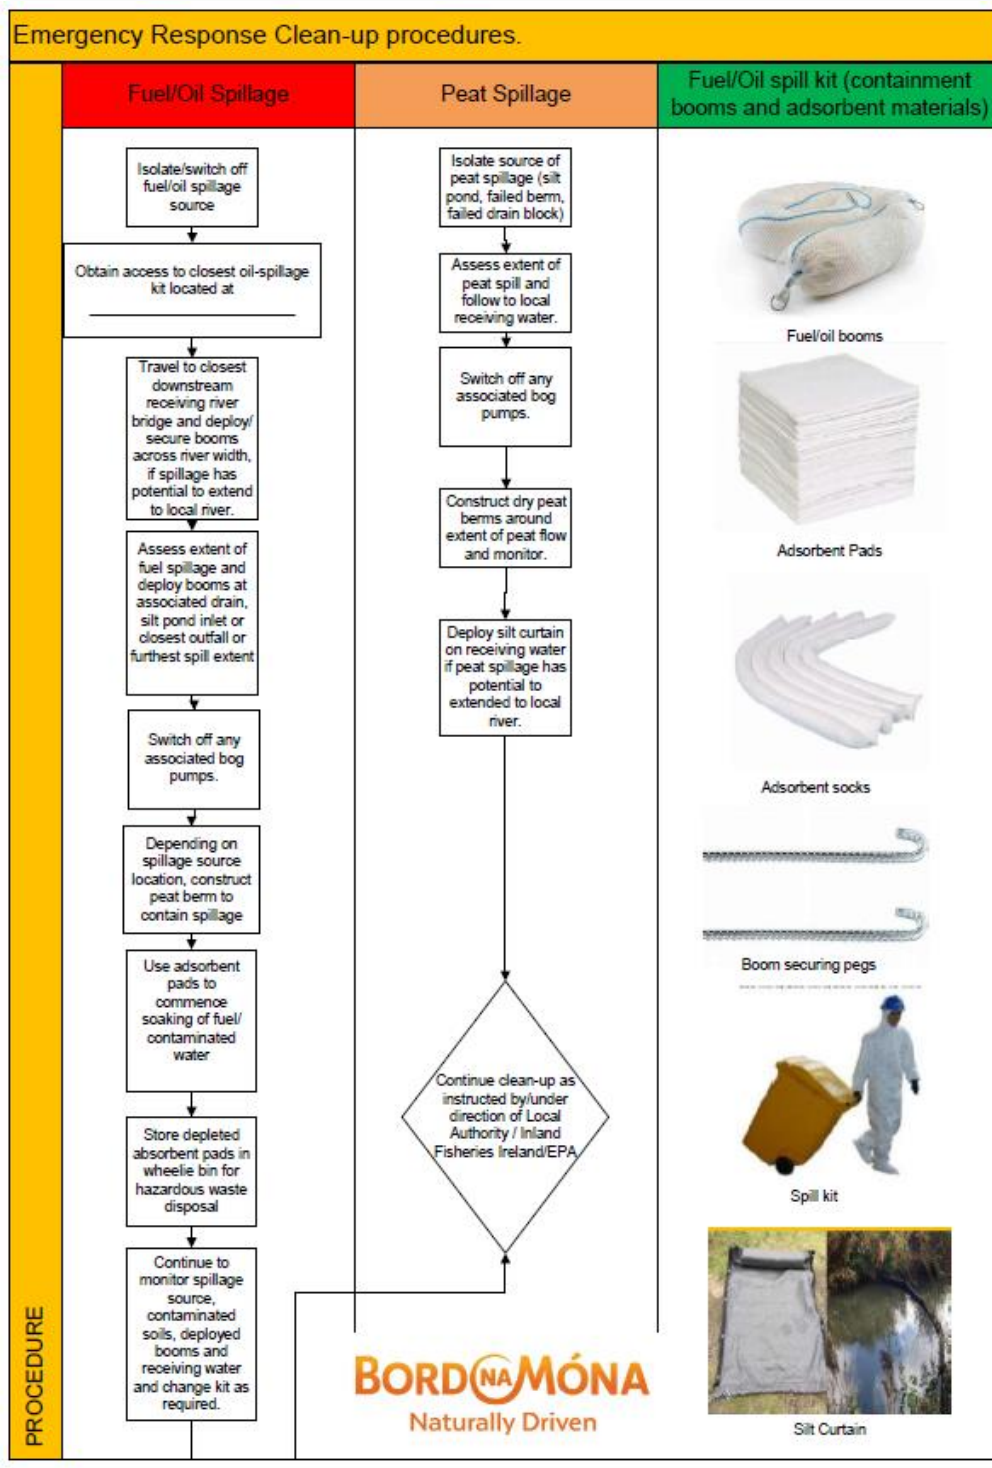 Emergency Response Clean-up procedures.
Fuel/Oil Spillage
Peat Spillage
Fuel/Oil spill kit (containment
booms and adsorbent materials)
PROCEDURE
Isolate/switch off
fuel/oil spillage
source
Obtain access to closest oil-spillage
kit located at
Travel to closest
downstream
receiving river
bridge and deploy/
secure booms
across river width,
if spillage has
potential to extend
to local river.
Assess extent of
fuel spillage and
deploy booms at
associated drain,
silt pond inlet or
closest outfall or
furthest spill extent
Switch off any
associated bog
pumps.
Depending on
spillage source
location, construct
peat berm to
contain spillage
Use adsorbent
pads to
commence
soaking of fuel/
contaminated
water
Store depleted
absorbent pads in
wheelie bin for
hazardous waste
disposal
Continue to
monitor spillage
source,
contaminated
soils, deployed
booms and
receiving water
and change kit as
required.
Isolate source of
peat spillage (silt
pond, failed berm,
failed drain block)
Assess extent of
peat spill and
follow to local
receiving water.
Switch off any
associated bog
pumps.
Construct dry peat
berms around
extent of peat flow
and monitor.
Deploy silt curtain
on receiving water
if peat spillage has
potential to
extended to local
river.
Continue clean-up as
instructed by/under
direction of Local
Authority / Inland
Fisheries Ireland/EPA
BORD NA MÓNA
Naturally Driven
Fuel/oil booms
Adsorbent Pads
Adsorbent socks
Boom securing pegs
Spill kit
Silt Curtain